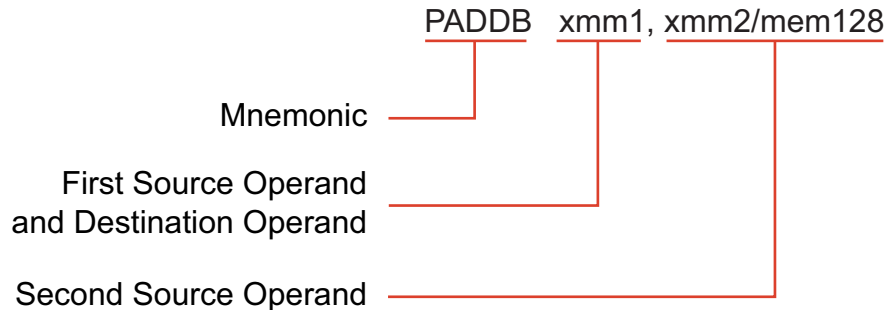 PADDB xmm1, xmm2/mem128
Mnemonic
First Source Operand
and Destination Operand
Second Source Operand